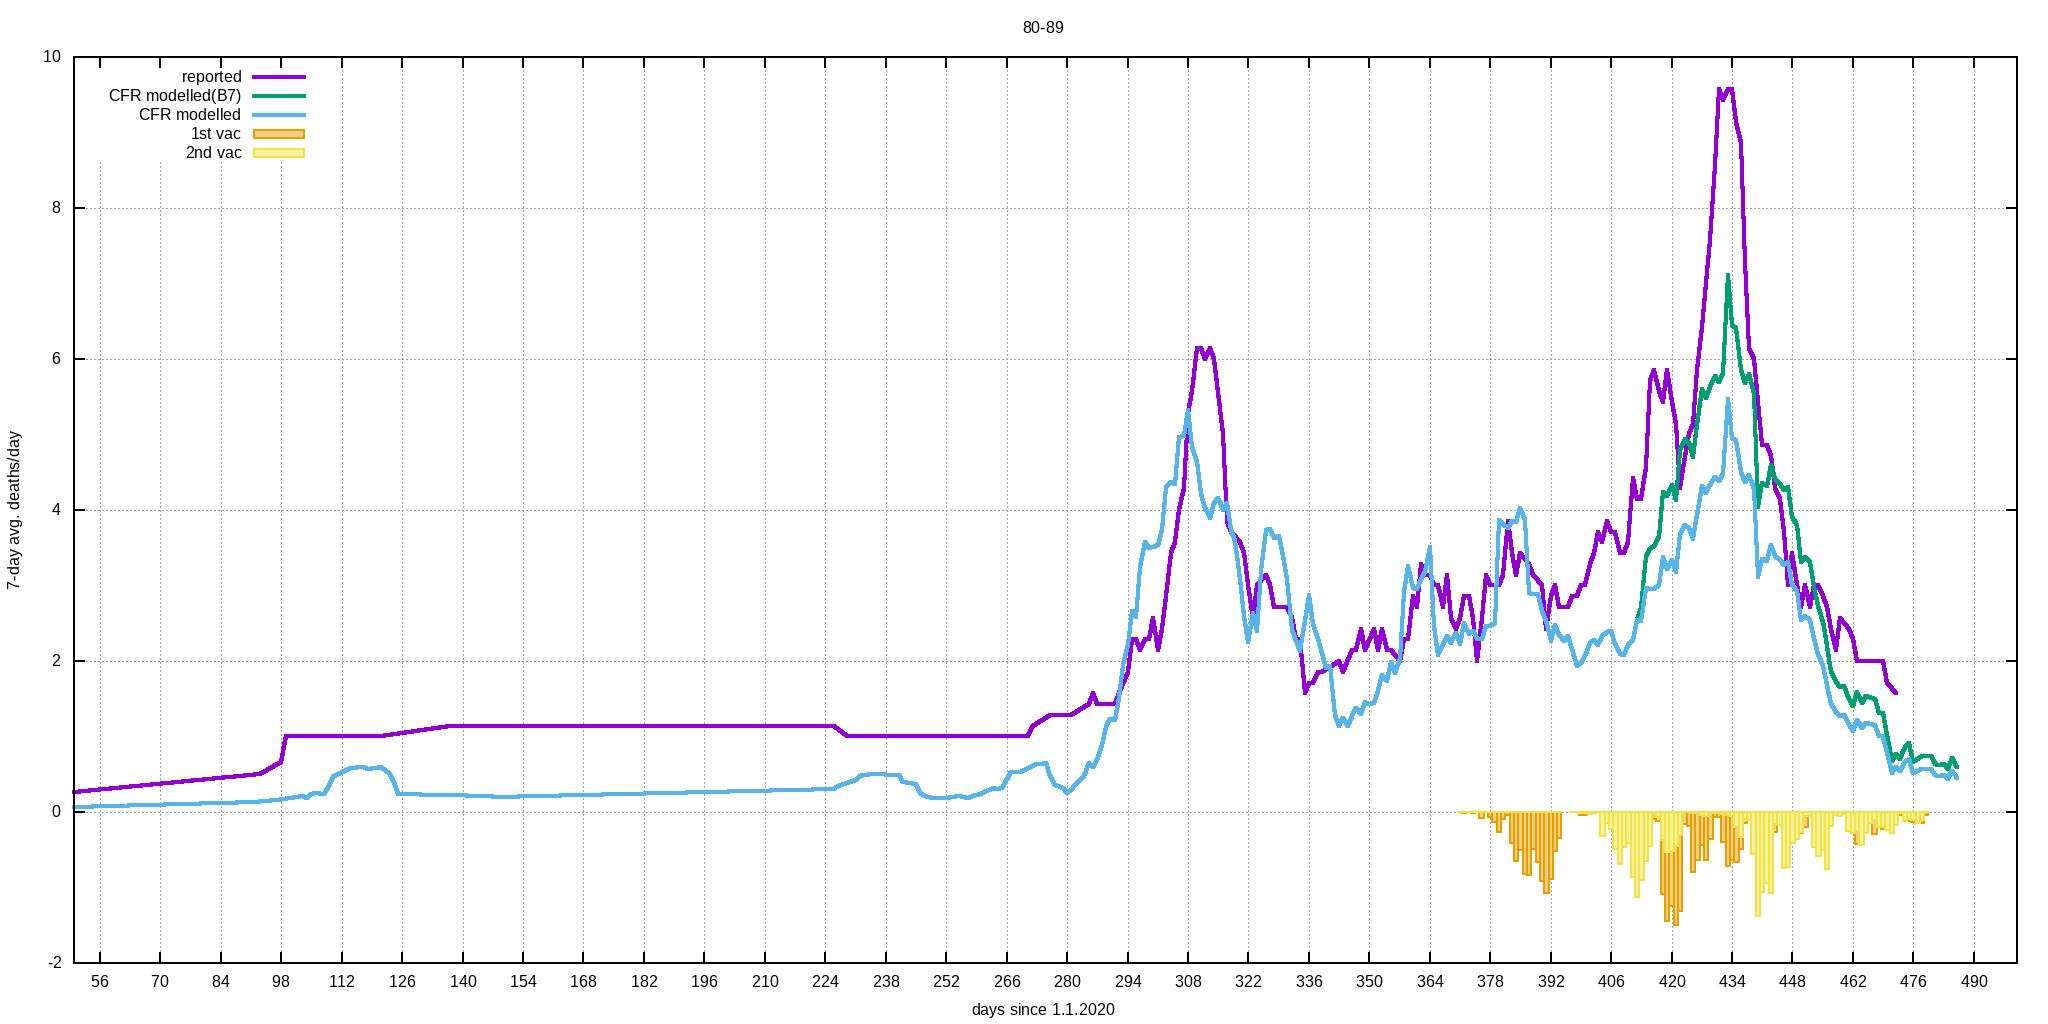 80-89
reported
CFR modelled(B7)
CFR modelled
1st vac
2nd vac
10
8
6
4
2
0
-2
7-day avg. deaths/day
56 70 84 98 112 126 140 154 168 182 196 210 224 238 252 266 280 294 308 322 336 350 364 378 392 406 420 434 448 462 476 490
days since 1.1.2020